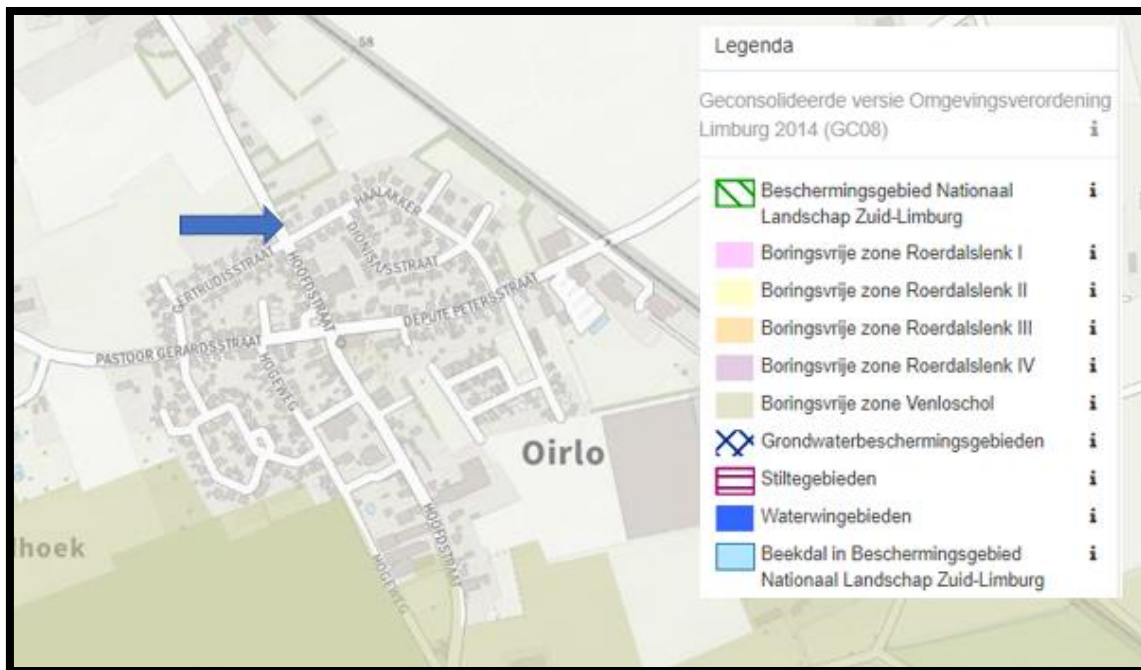 58
HAALAKKER
DIONISIUSSTRAAT
GERTRUDISSTRAAT
HOOFDSTRAAT
DEPUTÉ PETERSSTRAAT
PASTOOR GERARDSSTRAAT
HOGEWEG
Oirlo
HOOFDSTRAAT
HOGEWEG
lhoek
Legenda
Geconsolideerde versie Omgevingsverordening
Limburg 2014 (GC08)
i
Beschermingsgebied Nationaal
i
Landschap Zuid-Limburg
Boringsvrije zone Roerdalslenk I
i
Boringsvrije zone Roerdalslenk II
i
Boringsvrije zone Roerdalslenk III
i
Boringsvrije zone Roerdalslenk IV
i
Boringsvrije zone Venloschol
i
Grondwaterbeschermingsgebieden
i
Stiltegebieden
i
Waterwingebieden
i
Beekdal in Beschermingsgebied
i
Nationaal Landschap Zuid-Limburg